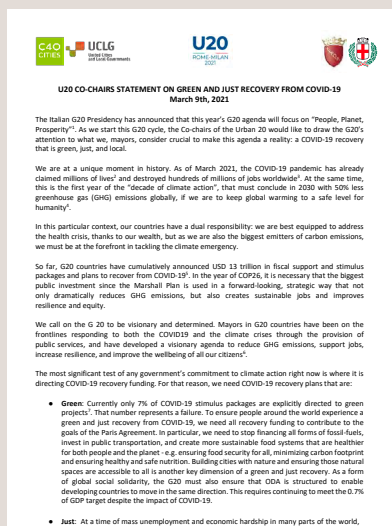 C40
CITIES
UCLG
United Cities
and Local Governments
U20
ROME-MILAN
2021
U20 CO-CHAIRS STATEMENT ON GREEN AND JUST RECOVERY FROM COVID-19
March 9th, 2021
The Italian G20 Presidency has announced that this year's G20 agenda will focus on "People, Planet,
Prosperity"1. As we start this G20 cycle, the Co-chairs of the Urban 20 would like to draw the G20's
attention to what we, mayors, consider crucial to make this agenda a reality: a COVID-19 recovery
that is green, just, and local.
We are at a unique moment in history. As of March 2021, the COVID-19 pandemic has already
claimed millions of lives2 and destroyed hundreds of millions of jobs worldwide3. At the same time,
this is the first year of the "decade of climate action", that must conclude in 2030 with 50% less
greenhouse gas (GHG) emissions globally, if we are to keep global warming to a safe level for
humanity4.
In this particular context, our countries have a dual responsibility: we are best equipped to address
the health crisis, thanks to our wealth, but as we are also the biggest emitters of carbon emissions,
we must be at the forefront in tackling the climate emergency.
So far, G20 countries have cumulatively announced USD 13 trillion in fiscal support and stimulus
packages and plans to recover from COVID-195. In the year of COP26, it is necessary that the biggest
public investment since the Marshall Plan is used in a forward-looking, strategic way that not
only dramatically reduces GHG emissions, but also creates sustainable jobs and improves
resilience and equity.
We call on the G 20 to be visionary and determined. Mayors in G20 countries have been on the
frontlines responding to both the COVID19 and the climate crises through the provision of
public services, and have developed a visionary agenda to reduce GHG emissions, support jobs,
increase resilience, and improve the wellbeing of all our citizens6.
The most significant test of any government's commitment to climate action right now is where it is
directing COVID-19 recovery funding. For that reason, we need COVID-19 recovery plans that are:
● Green: Currently only 7% of COVID-19 stimulus packages are explicitly directed to green
projects7. That number represents a failure. To ensure people around the world experience a
green and just recovery from COVID-19, we need all recovery funding to contribute to the
goals of the Paris Agreement. In particular, we need to stop financing all forms of fossil-fuels,
invest in public transportation, and create more sustainable food systems that are healthier
for both people and the planet - e.g. ensuring food security for all, minimizing carbon footprint
and ensuring healthy and safe nutrition. Building cities with nature and ensuring those natural
spaces are accessible to all is another key dimension of a green and just recovery. As a form
of global social solidarity, the G20 must also ensure that ODA is structured to enable
developing countries to move in the same direction. This requires continuing to meet the 0.7%
of GDP target despite the impact of COVID-19.
● Just: At a time of mass unemployment and economic hardship in many parts of the world,